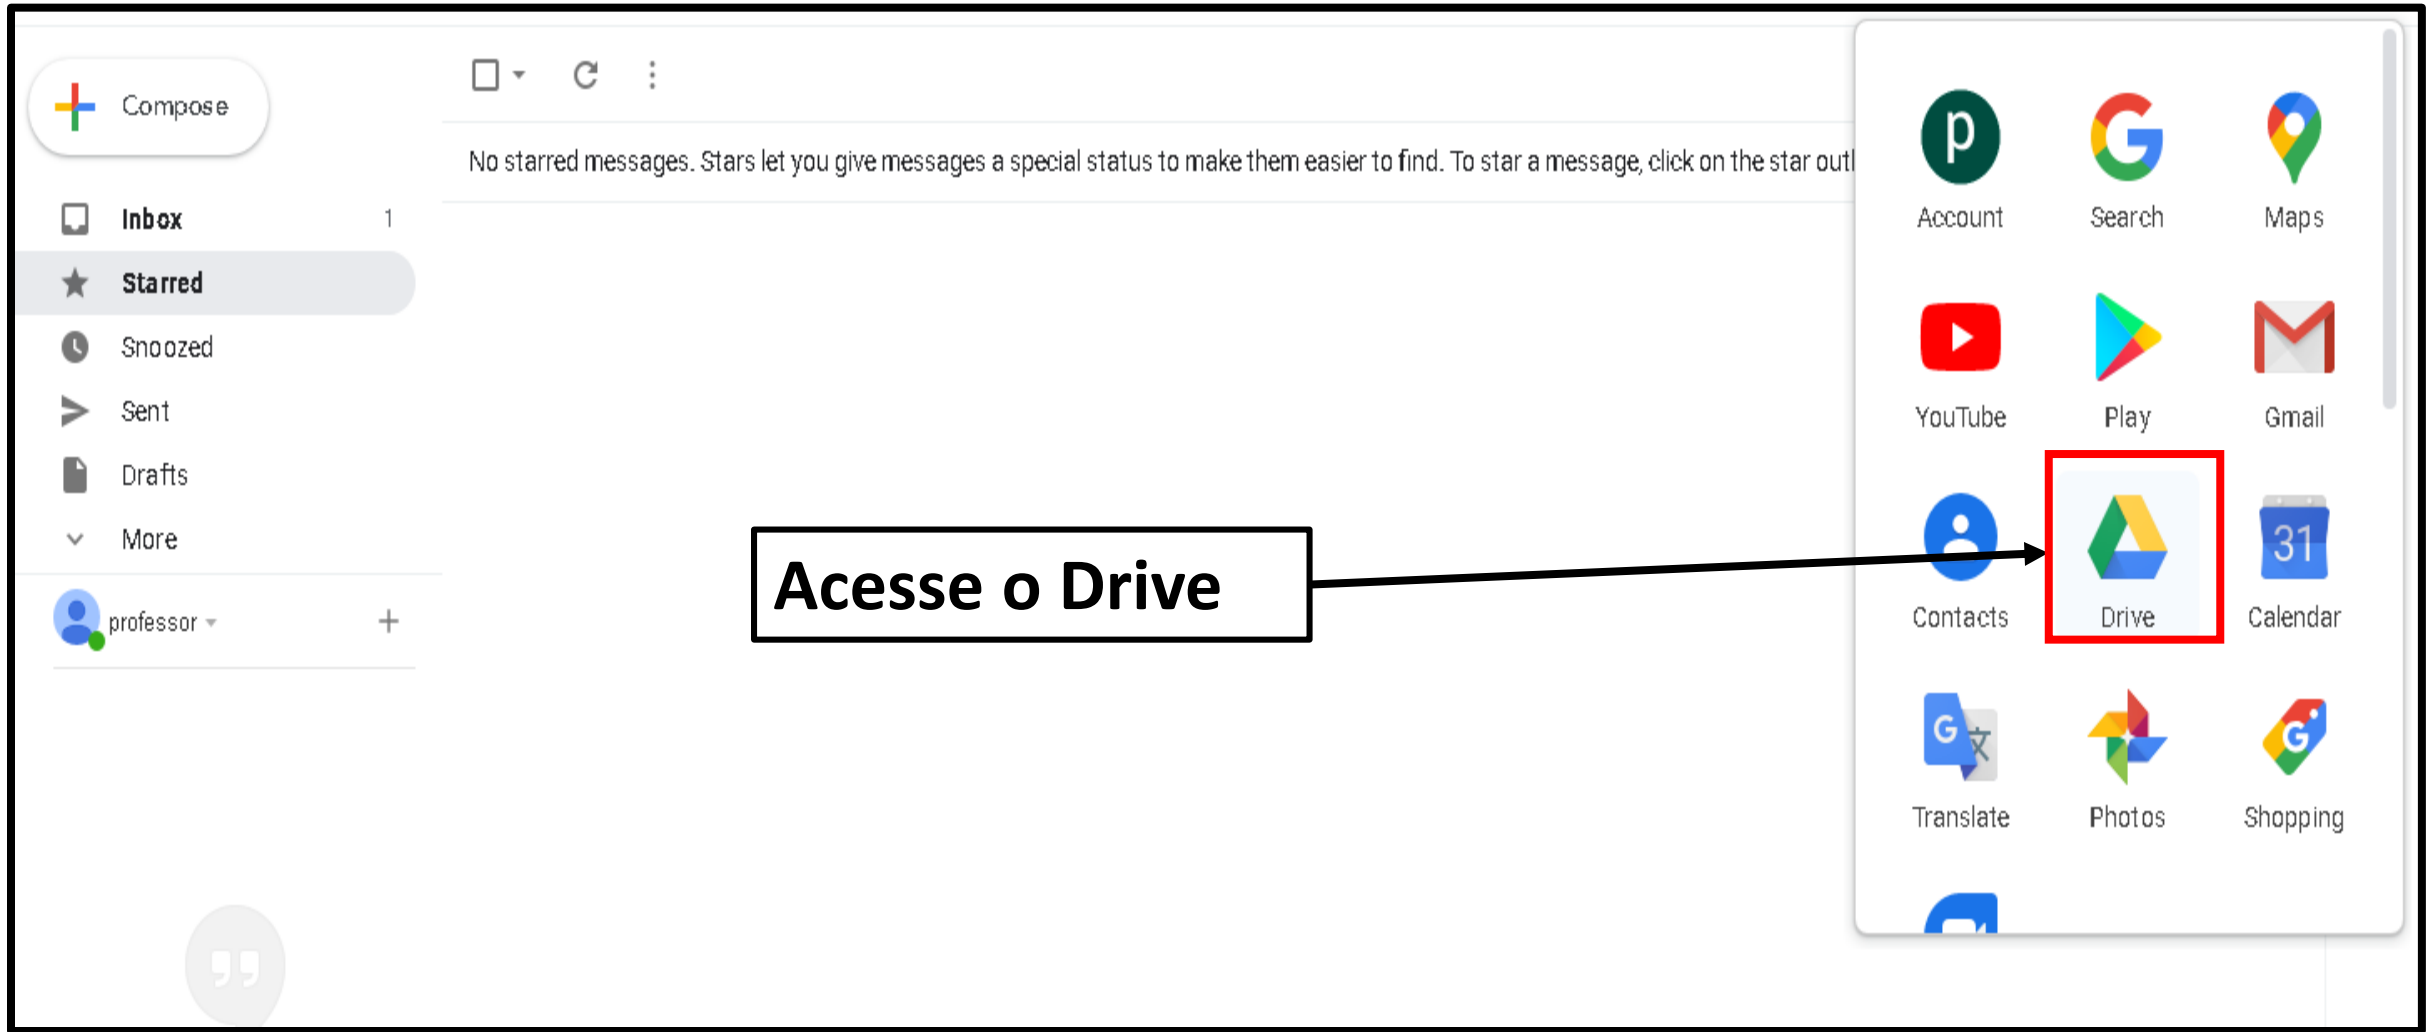 Compose
No starred messages. Stars let you give messages a special status to make them easier to find. To star a message, click on the star outl
Inbox 1
Starred
Snoozed
Sent
Drafts
More
professor
Acesse o Drive
p G
Account Search Maps
YouTube Play Gmail
31
Contacts Drive Calendar
G 文 G
Translate Photos Shopping